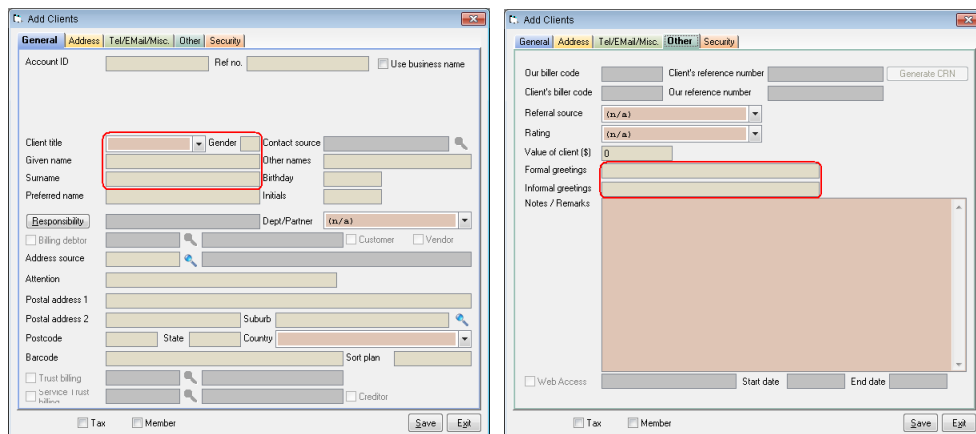 Add Clients
General Address Tel/EMail/Misc. Other Security
Account ID Ref no. Use business name
Client title Gender Contact source
Given name Other names
Surname Birthday
Preferred name Initials
Responsibility Dept/Partner (n/a)
Billing debtor Customer Vendor
Address source
Attention
Postal address 1
Postal address 2 Suburb
Postcode State Country
Barcode Sort plan
Trust billing
Service Trust billing Creditor
Tax Member Save Exit
Add Clients
General Address Tel/EMail/Misc. Other Security
Our biller code Client's reference number Generate CRN
Client's biller code Our reference number
Referral source (n/a)
Rating (n/a)
Value of client ($) 0
Formal greetings
Informal greetings
Notes / Remarks
Web Access Start date End date
Tax Member Save Exit